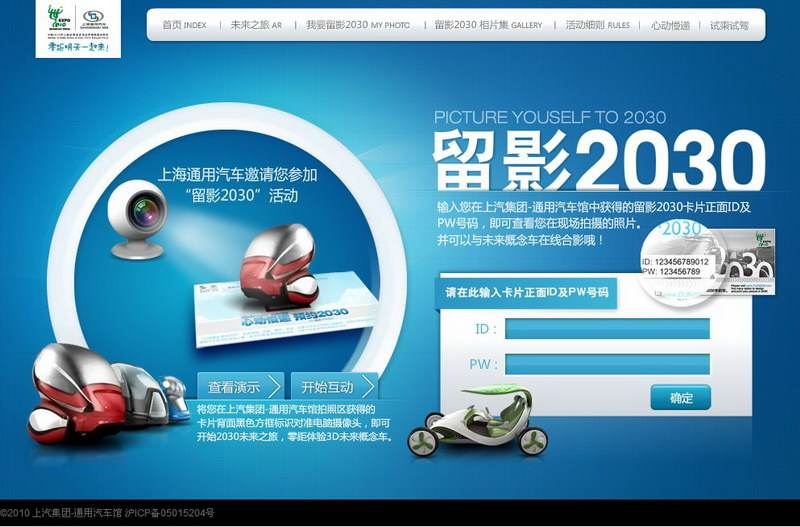 EXPO
零距明天一起来!
首页 INDEX
未来之旅 AR
我要留影2030 MY PHOTO
留影2030 相片集 GALLERY
活动细则 RULES
心动慢递
试乘试驾
PICTURE YOUSELF TO 2030
留影2030
上海通用汽车邀请您参加
“留影2030”活动
心动慢递 预约2030
查看演示
开始互动
将您在上汽集团-通用汽车馆拍照区获得的
卡片背面黑色方框标识对准电脑摄像头，即可
开始2030未来之旅，零距体验3D未来概念车。
输入您在上汽集团-通用汽车馆中获得的留影2030卡片正面ID及
PW号码，即可查看您在现场拍摄的照片。
并可以与未来概念车在线合影哦！
2030
ID: 123456789012
PW: 123456789
请在此输入卡片正面ID及PW号码
ID：
PW：
确定
©2010 上汽集团-通用汽车馆 沪ICP备05015204号